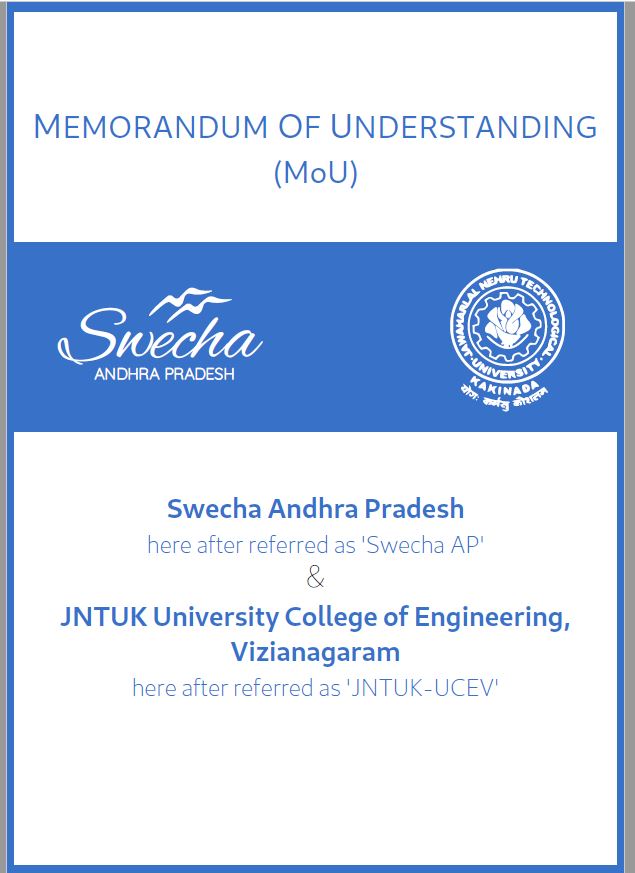 MEMORANDUM OF UNDERSTANDING
(MoU)
Swecha
ANDHRA PRADESH
JAWAHARLAL NEHRU TECHNOLOGICAL
UNIVERSITY
KAKINADA
योगः कर्मसु कौशलम्
Swecha Andhra Pradesh
here after referred as 'Swecha AP'
&
JNTUK University College of Engineering,
Vizianagaram
here after referred as 'JNTUK-UCEV'